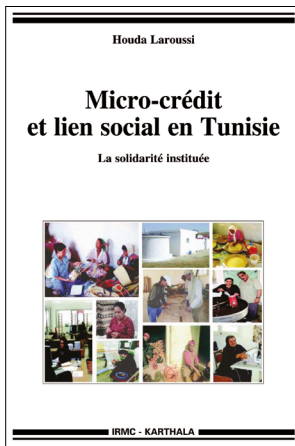 Houda Laroussi
Micro-crédit
et lien social en Tunisie
La solidarité instituée
IRMC - KARTHALA